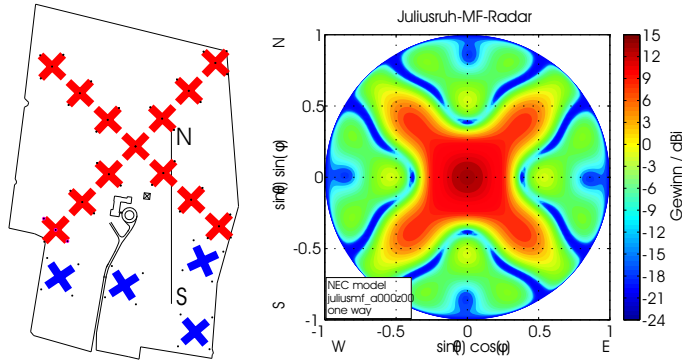 N
S
Juliusruh-MF-Radar
N
1
0.5
0
-0.5
-1
sin(θ) sin(φ)
S
NEC model
juliusmf_a000z00
one way
-1
-0.5
0
0.5
1
W
sin(θ) cos(φ)
E
15
12
9
6
3
0
-3
-6
-9
-12
-15
-18
-21
-24
Gewinn / dBi